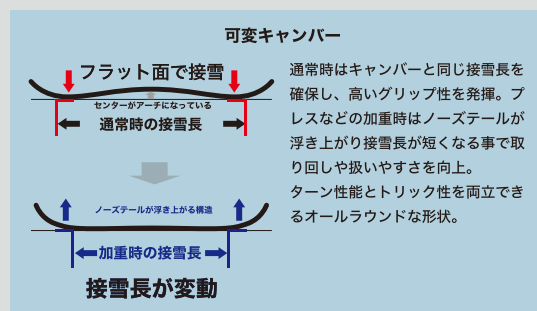 可変キャンバー
フラット面で接雪
センターがアーチになっている
通常時の接雪長
ノーズテールが浮き上がる構造
加重時の接雪長
接雪長が変動
通常時はキャンバーと同じ接雪長を
確保し、高いグリップ性を発揮。プ
レスなどの加重時はノーズテールが
浮き上がり接雪長が短くなる事で取
り回しや扱いやすさを向上。
ターン性能とトリック性を両立でき
るオールラウンドな形状。